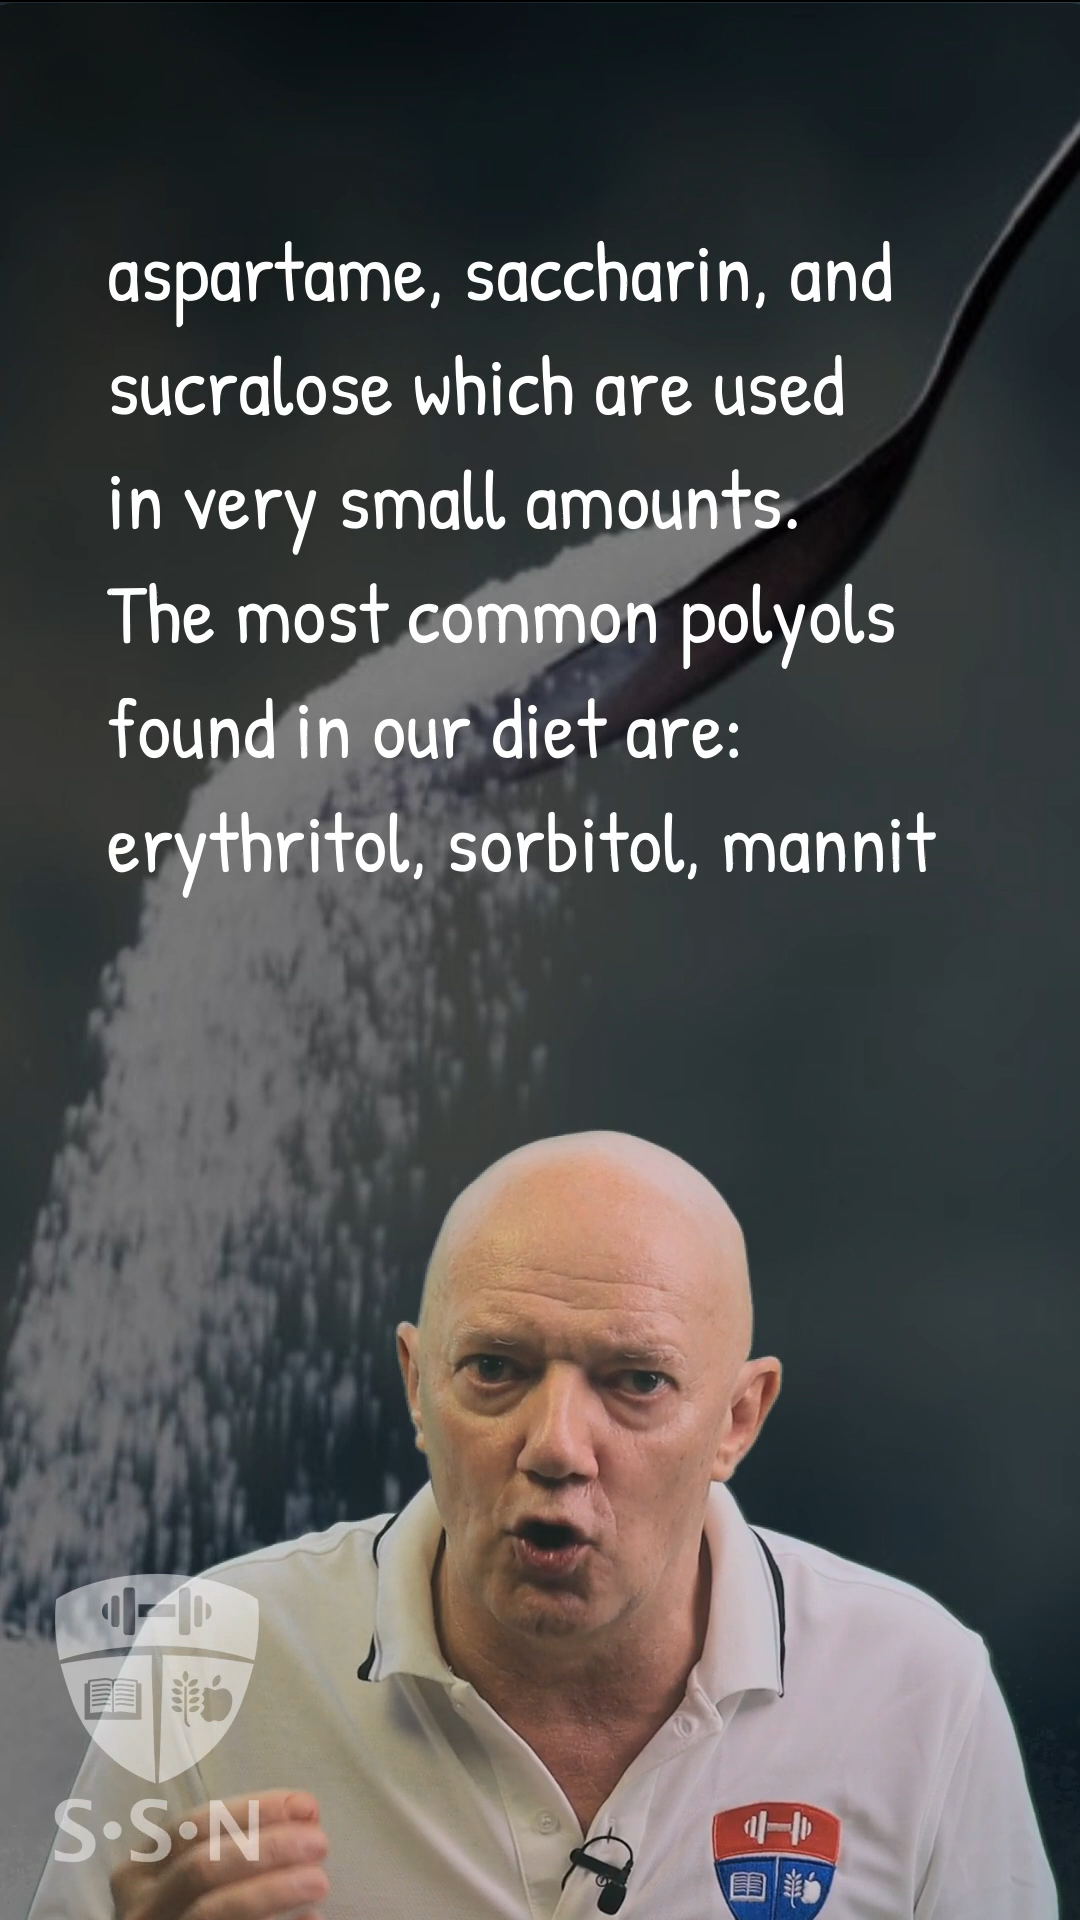 aspartame, saccharin, and
sucralose which are used
in very small amounts.
The most common polyols
found in our diet are:
erythritol, sorbitol, mannit
S·S·N